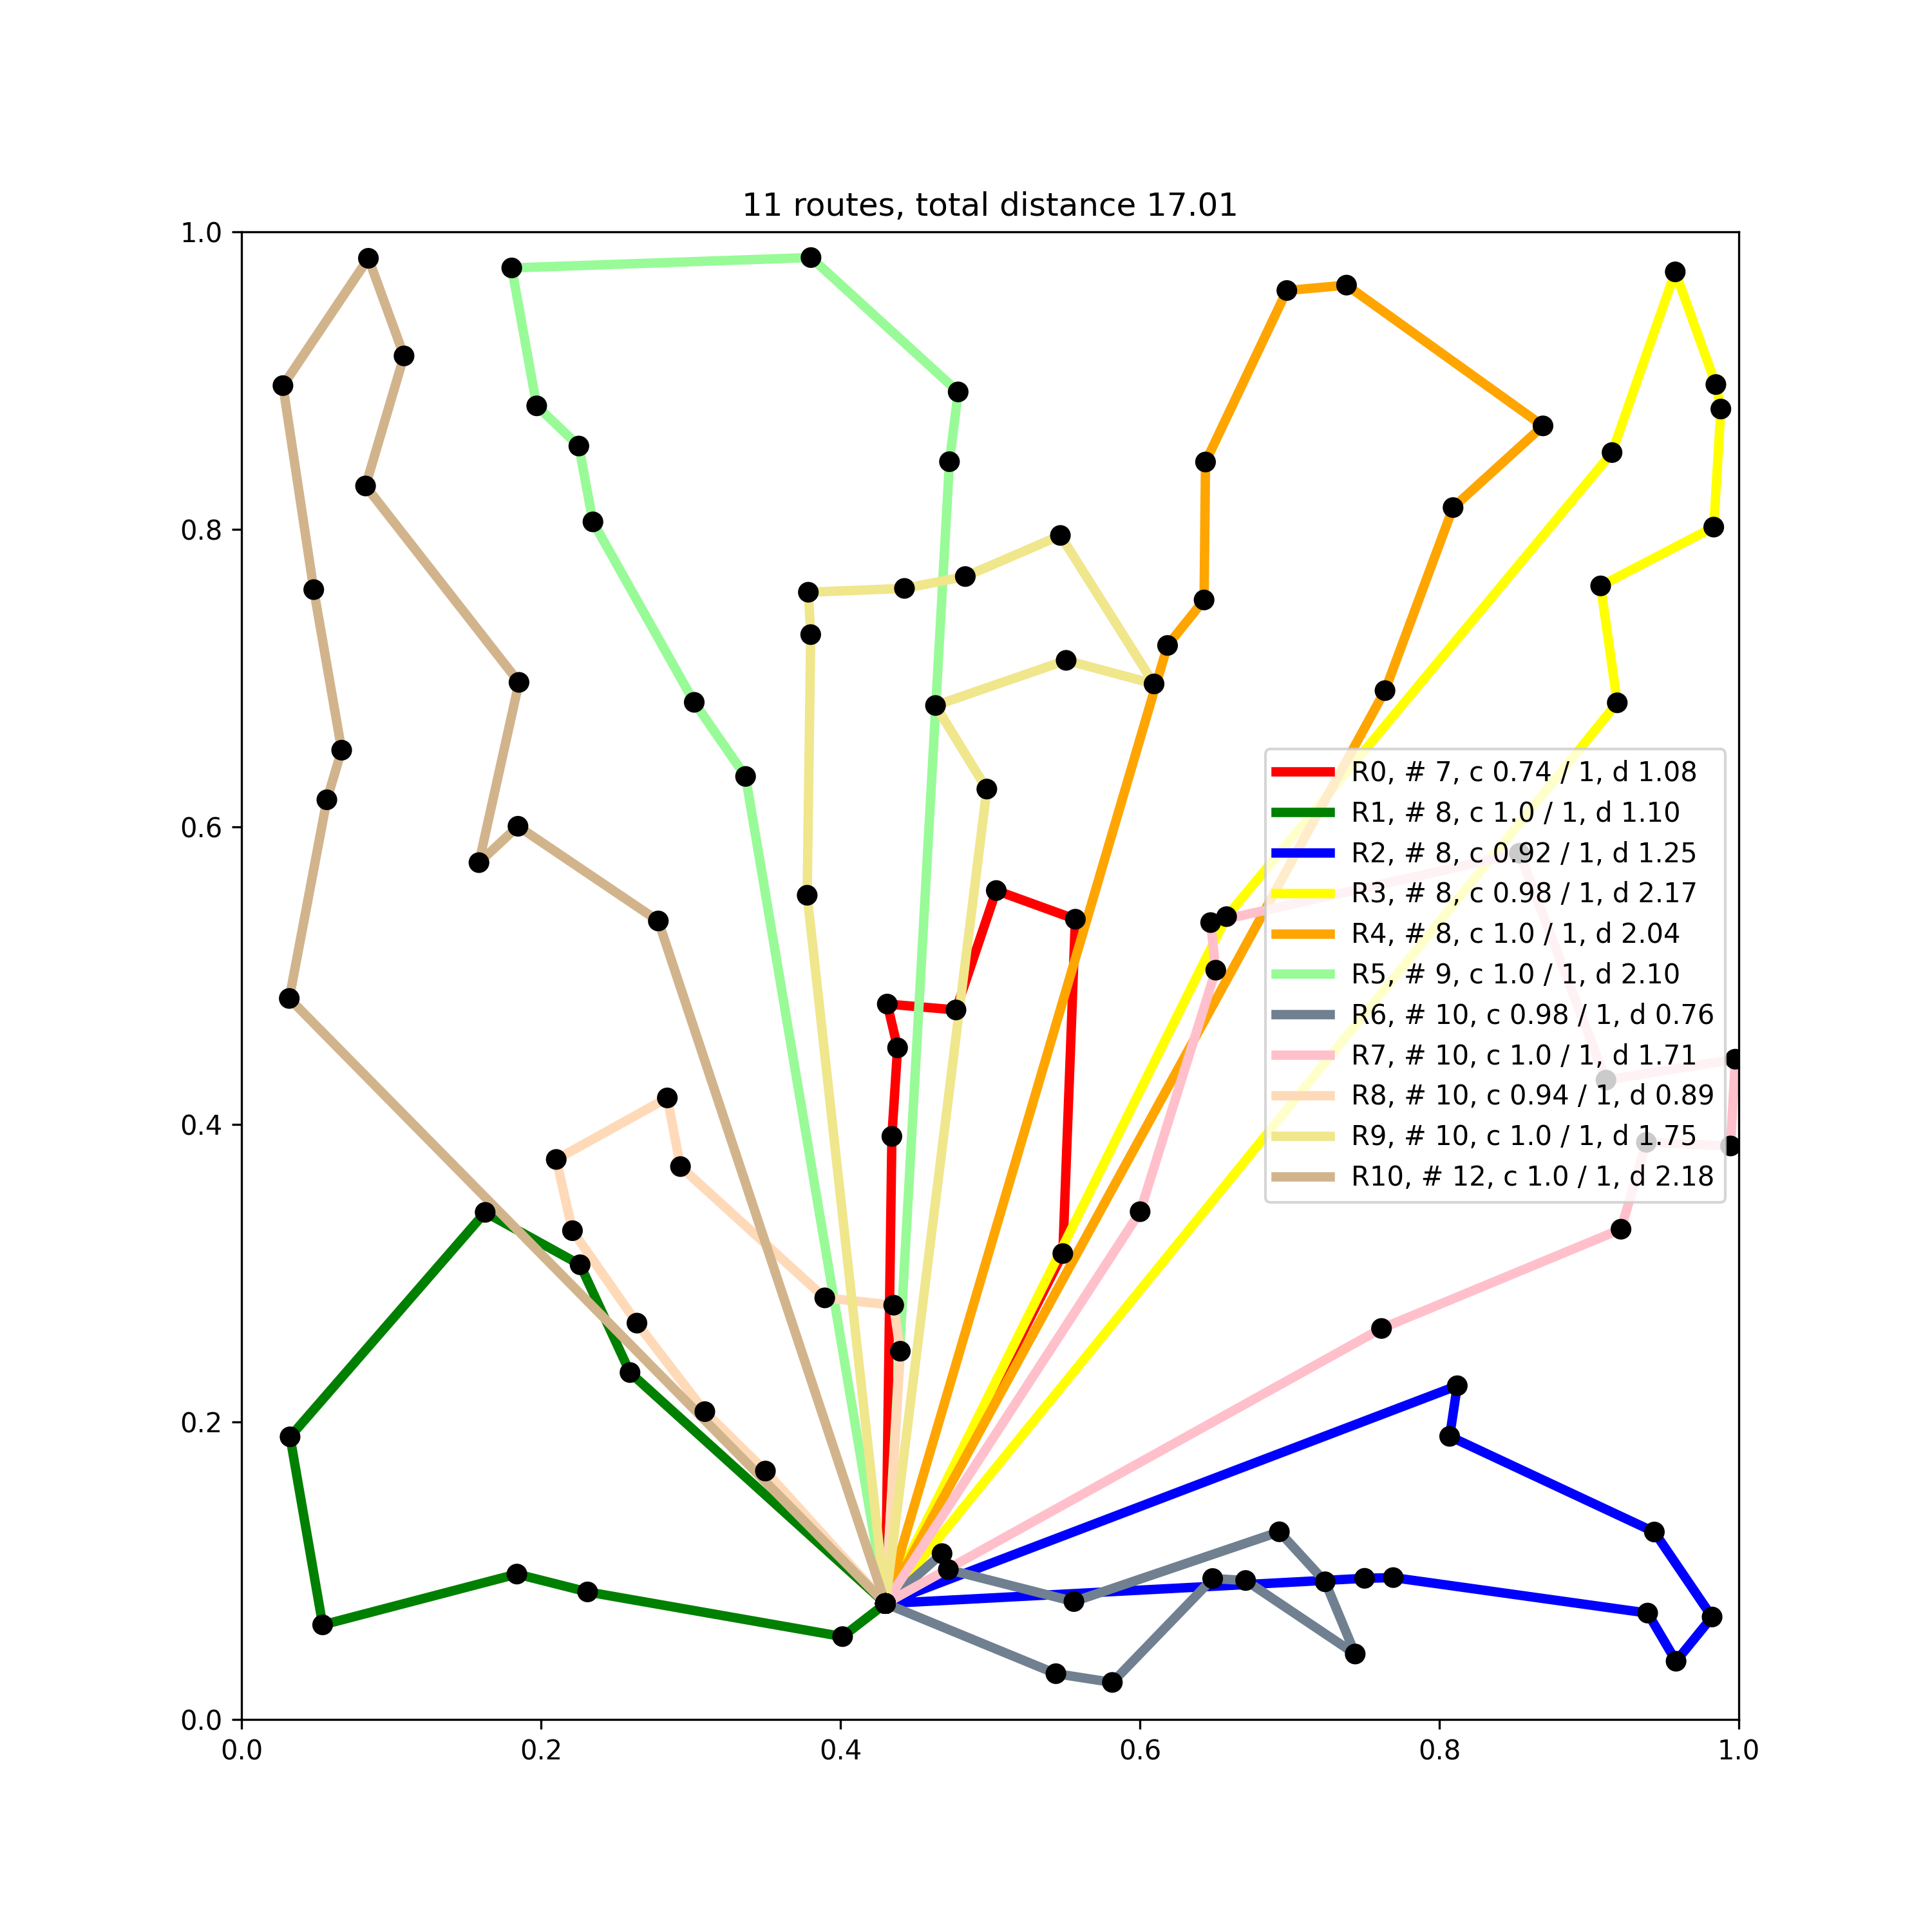 11 routes, total distance 17.01
1.0
0.8
0.6
0.4
0.2
0.0
R0, # 7, c 0.74 / 1, d 1.08
R1, # 8, c 1.0 / 1, d 1.10
R2, # 8, c 0.92 / 1, d 1.25
R3, # 8, c 0.98 / 1, d 2.17
R4, # 8, c 1.0 / 1, d 2.04
R5, # 9, c 1.0 / 1, d 2.10
R6, # 10, c 0.98 / 1, d 0.76
R7, # 10, c 1.0 / 1, d 1.71
R8, # 10, c 0.94 / 1, d 0.89
R9, # 10, c 1.0 / 1, d 1.75
R10, # 12, c 1.0 / 1, d 2.18
0.0 0.2 0.4 0.6 0.8 1.0